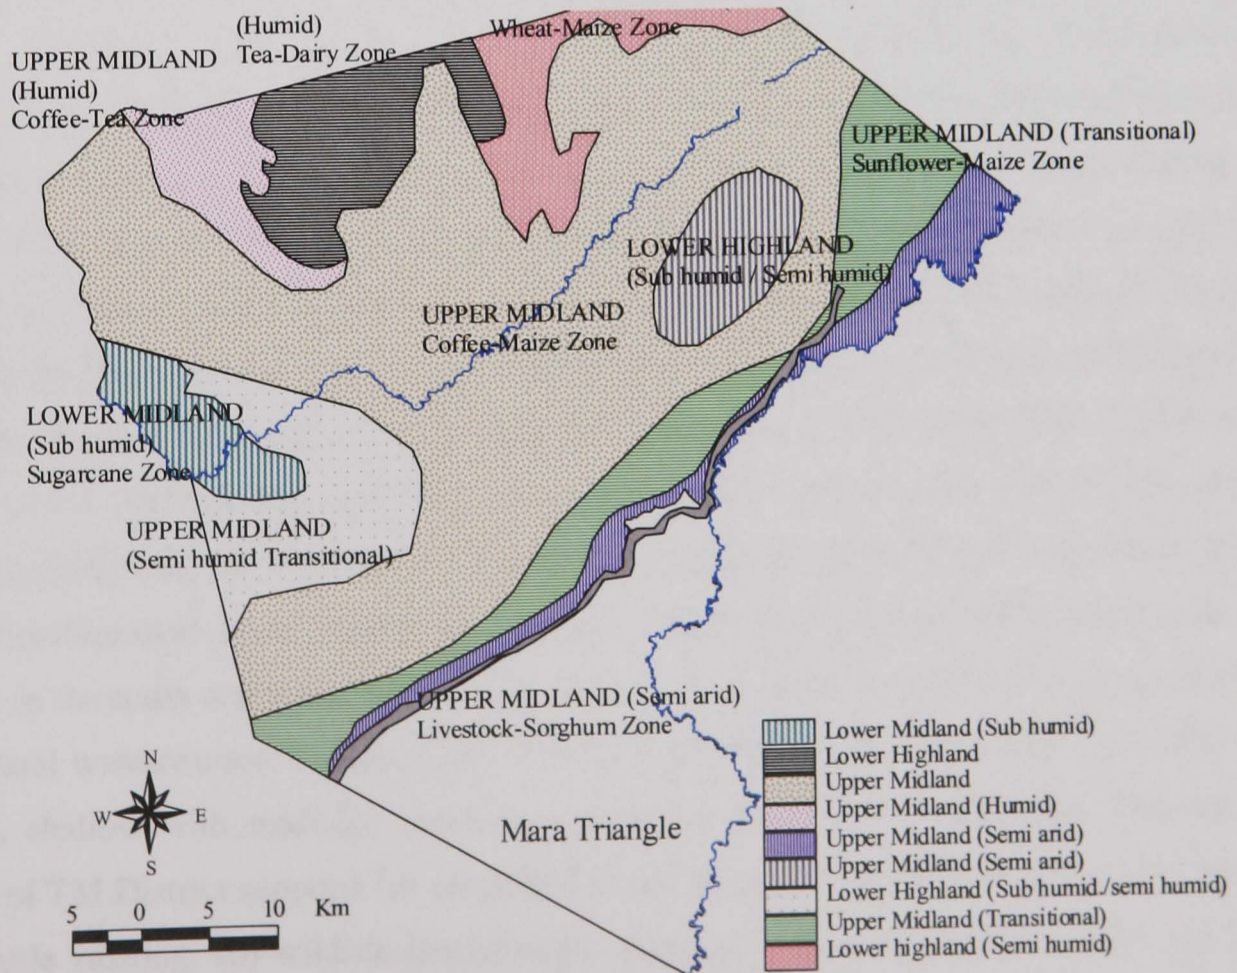 (Humid)
Tea-Dairy Zone
Wheat-Maize Zone
UPPER MIDLAND
(Humid)
Coffee-Tea Zone
UPPER MIDLAND (Transitional)
Sunflower-Maize Zone
LOWER HIGHLAND
(Sub humid / Semi humid)
UPPER MIDLAND
Coffee-Maize Zone
LOWER MIDLAND
(Sub humid)
Sugarcane Zone
UPPER MIDLAND
(Semi humid Transitional)
UPPER MIDLAND (Semi arid)
Livestock-Sorghum Zone
Mara Triangle
N
W
E
S
5 0 5 10 Km
Lower Midland (Sub humid)
Lower Highland
Upper Midland
Upper Midland (Humid)
Upper Midland (Semi arid)
Upper Midland (Semi arid)
Lower Highland (Sub humid./semi humid)
Upper Midland (Transitional)
Lower highland (Semi humid)